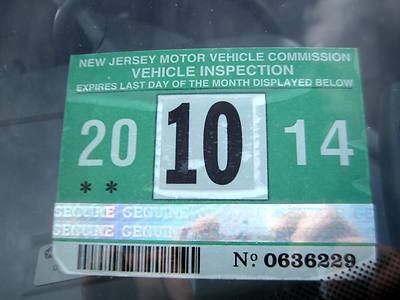 NEW JERSEY MOTOR VEHICLE COMMISSION
VEHICLE INSPECTION
EXPIRES LAST DAY OF THE MONTH DISPLAYED BELOW
20 10 14
**
SECURE GENUINE
SECURE GENUINE
Nº 0636229